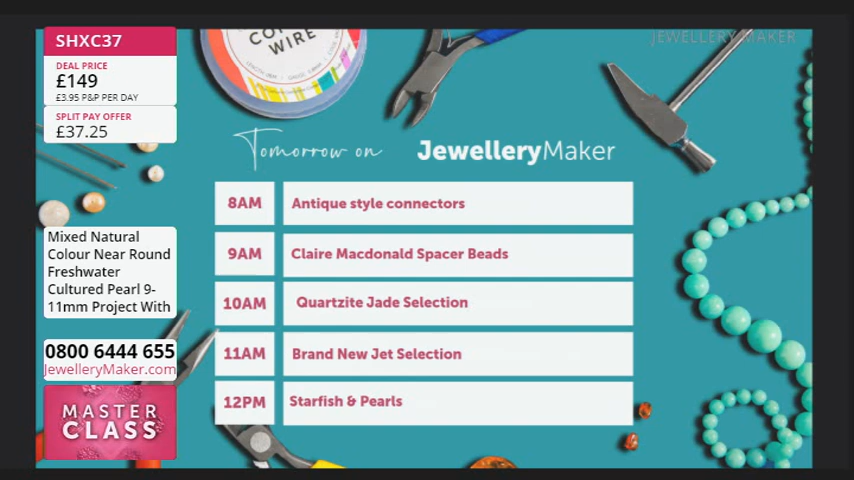 SHXC37
DEAL PRICE
£149
£3.95 P&P PER DAY
SPLIT PAY OFFER
£37.25
WIRE
JEWELLERY MAKER
Tomorrow on JewelleryMaker
8AM Antique style connectors
9AM Claire Macdonald Spacer Beads
10AM Quartzite Jade Selection
11AM Brand New Jet Selection
12PM Starfish & Pearls
Mixed Natural
Colour Near Round
Freshwater
Cultured Pearl 9-
11mm Project With
0800 6444 655
JewelleryMaker.com
MASTER
CLASS